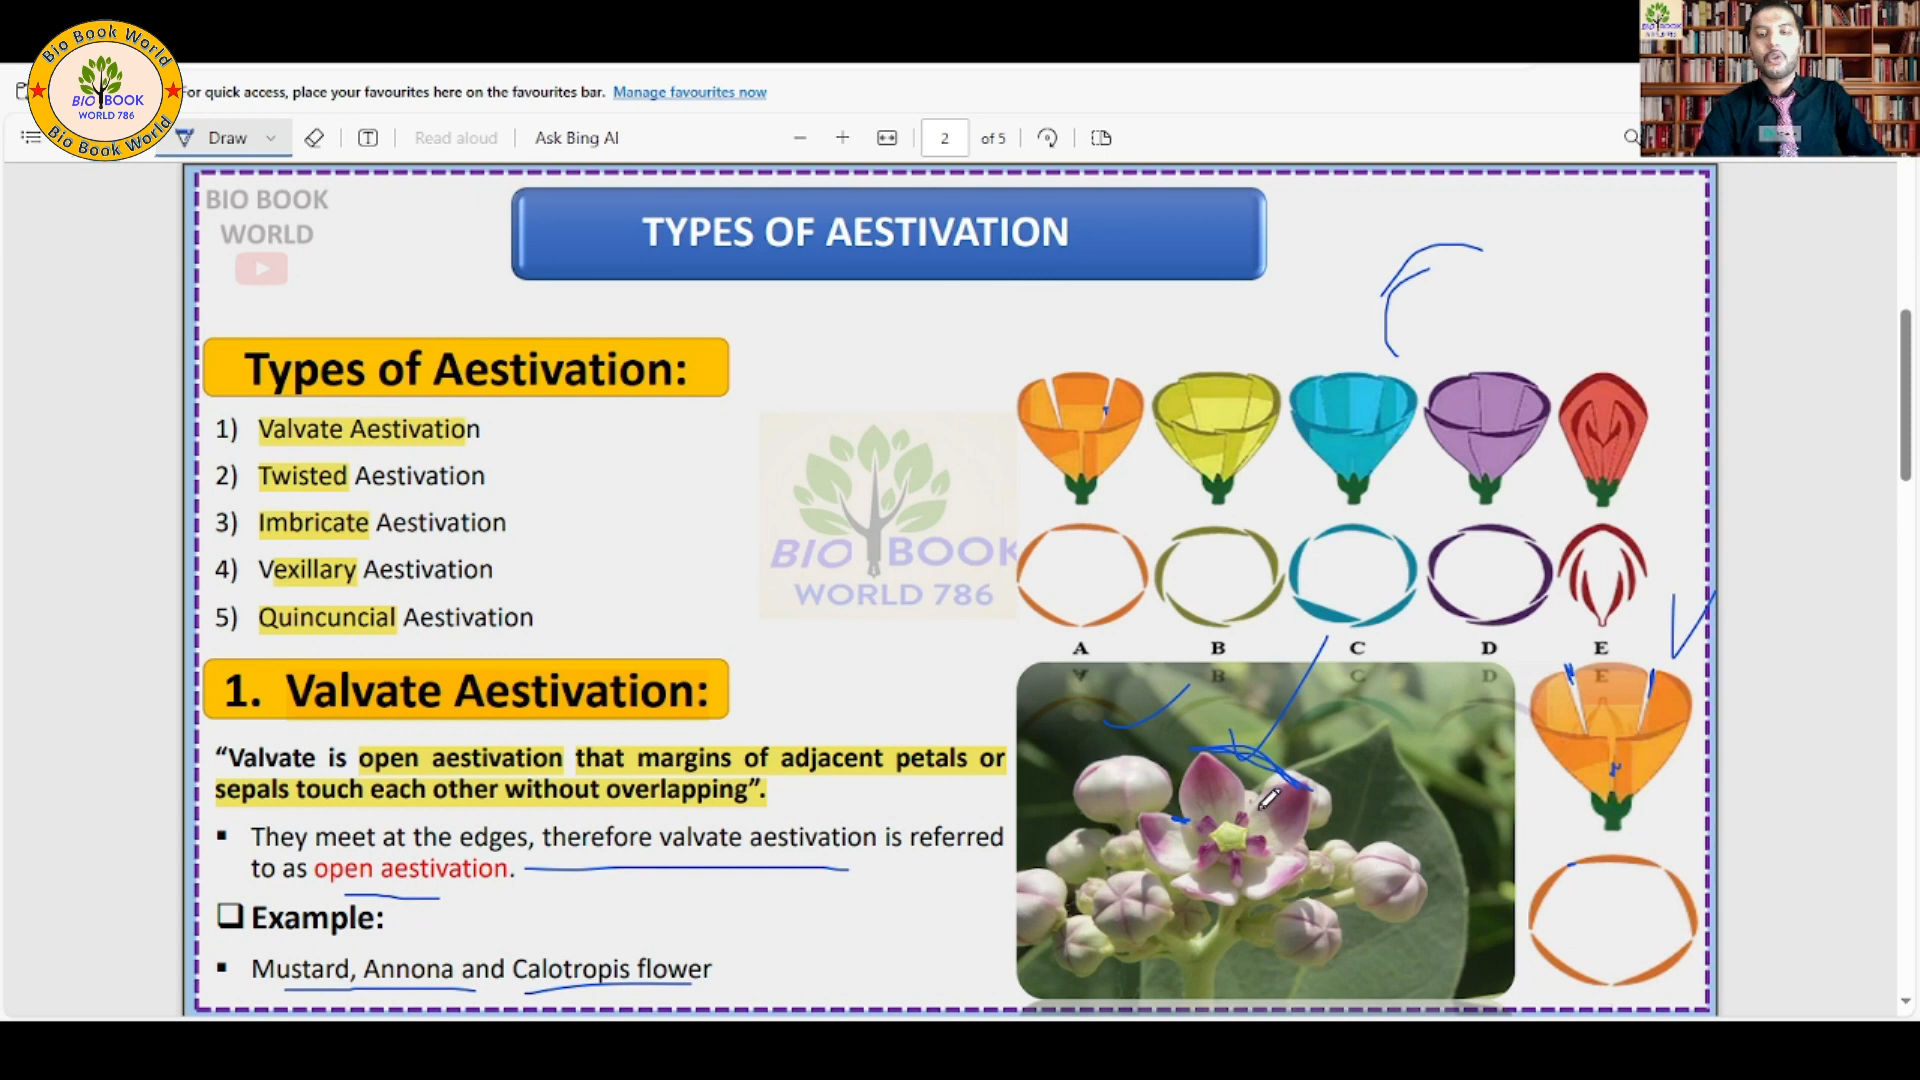 Bio Book World
BIO BOOK
WORLD 786
Bio Book World
For quick access, place your favourites here on the favourites bar. Manage favourites now
Draw
Read aloud
Ask Bing AI
2 of 5
BIO BOOK
WORLD
TYPES OF AESTIVATION
Types of Aestivation:
1) Valvate Aestivation
2) Twisted Aestivation
3) Imbricate Aestivation
4) Vexillary Aestivation
5) Quincuncial Aestivation
BIO BOOK
WORLD 786
A B C D E
1. Valvate Aestivation:
“Valvate is open aestivation that margins of adjacent petals or
sepals touch each other without overlapping”.
▪ They meet at the edges, therefore valvate aestivation is referred
to as open aestivation.
❑ Example:
▪ Mustard, Annona and Calotropis flower